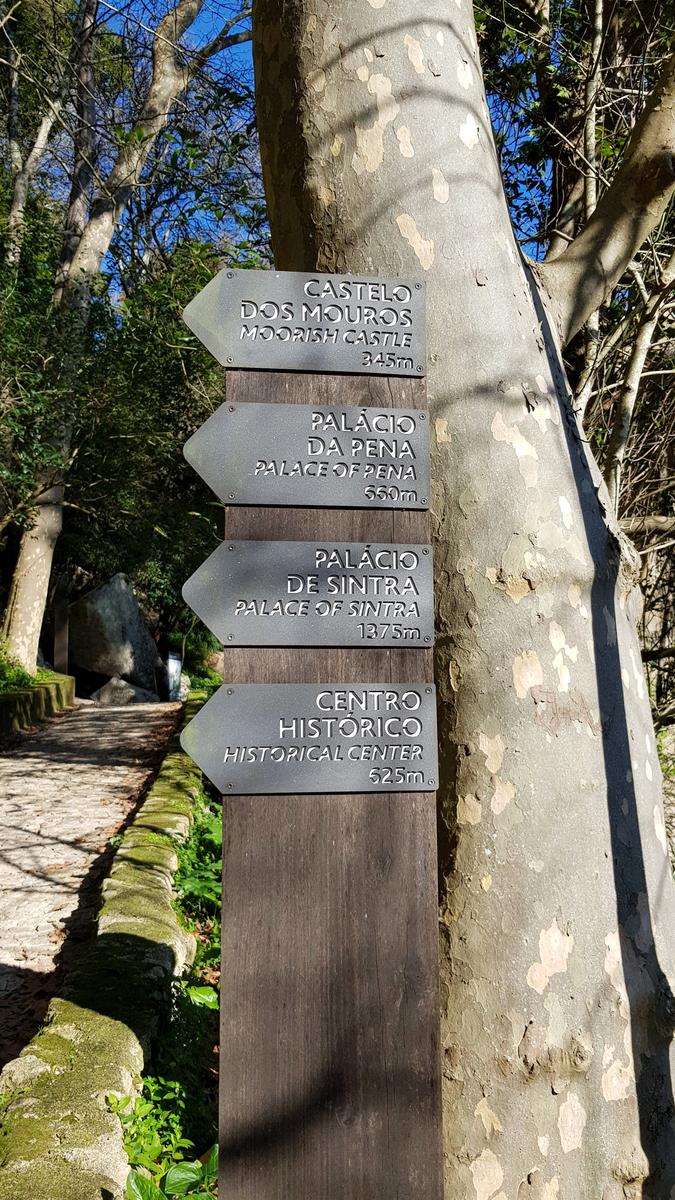 CASTELO
DOS MOUROS
MOORISH CASTLE
345m
PALÁCIO
DA PENA
PALACE OF PENA
660m
PALÁCIO
DE SINTRA
PALACE OF SINTRA
1375m
CENTRO
HISTÓRICO
HISTORICAL CENTER
625m